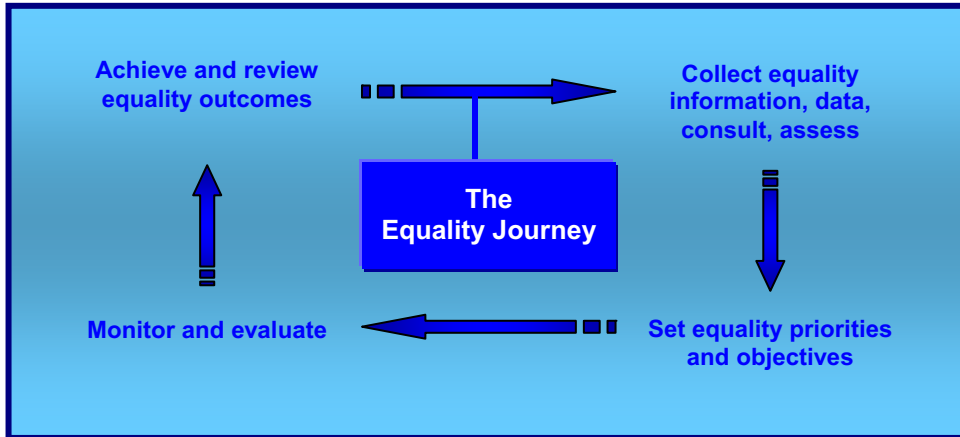 Achieve and review
equality outcomes
Collect equality
information, data,
consult, assess
The
Equality Journey
Monitor and evaluate
Set equality priorities
and objectives